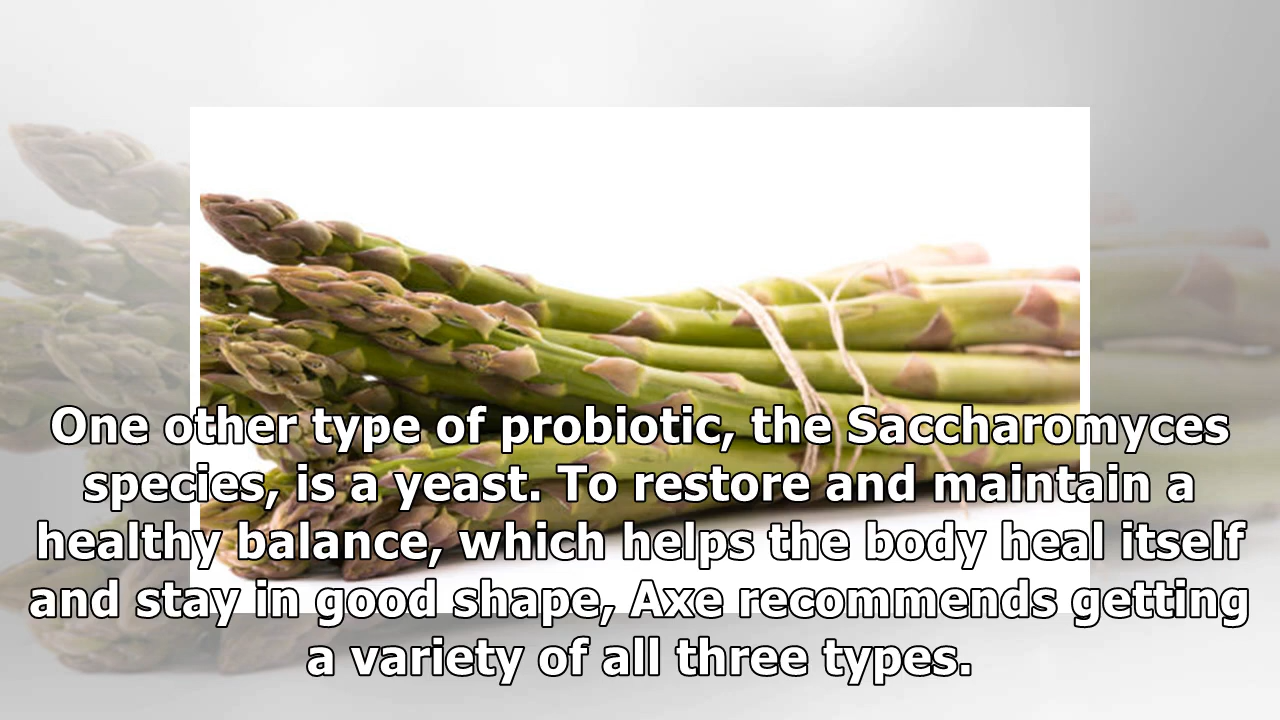 One other type of probiotic, the Saccharomyces
species, is a yeast. To restore and maintain a
healthy balance, which helps the body heal itself
and stay in good shape, Axe recommends getting
a variety of all three types.